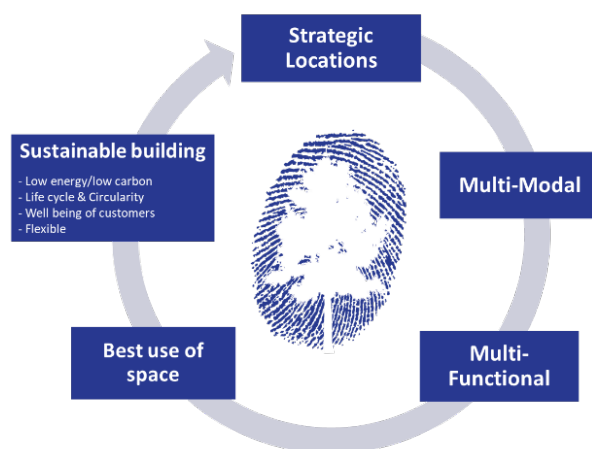 Strategic
Locations
Multi-Modal
Multi-
Functional
Best use of
space
Sustainable building
- Low energy/low carbon
- Life cycle & Circularity
- Well being of customers
- Flexible